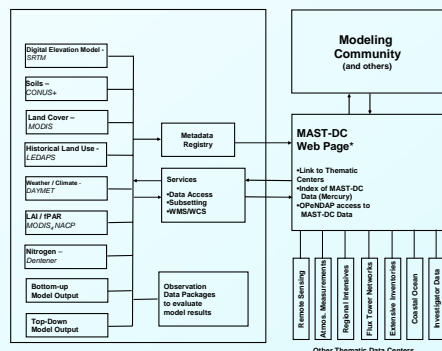 Digital Elevation Model -
SRTM
Soils –
CONUS+
Land Cover –
MODIS
Historical Land Use -
LEDAPS
Weather / Climate -
DAYMET
LAI / fPAR
MODIS, NACP
Nitrogen –
Dentener
Bottom-up
Model Output
Top-Down
Model Output
Metadata
Registry
Services
•Data Access
•Subsetting
•WMS/WCS
Observation
Data Packages
to evaluate
model results
Modeling
Community
(and others)
MAST-DC
Web Page*
•Link to Thematic
Centers
•Index of MAST-DC
Data (Mercury)
•OPeNDAP access to
MAST-DC Data
Remote Sensing
Atmos. Measurements
Regional Intensives
Flux Tower Networks
Extensive Inventories
Coastal Ocean
Investigator Data
Other Thematic Data Centers